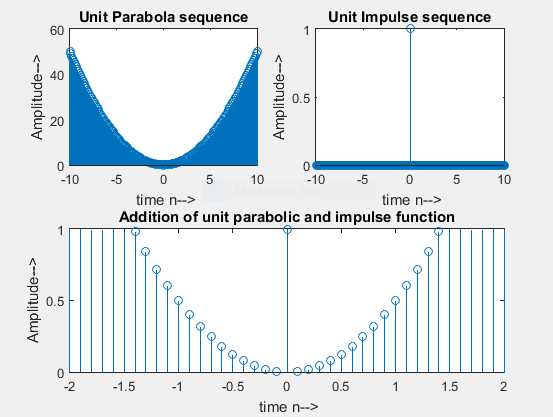 Unit Parabola sequence
60
40
20
0
Amplitude-->
-10 -5 0 5 10
time n-->
Unit Impulse sequence
1
0.5
0
Amplitude-->
-10 -5 0 5 10
time n-->
Addition of unit parabolic and impulse function
1
0.5
0
Amplitude-->
-2 -1.5 -1 -0.5 0 0.5 1 1.5 2
time n-->